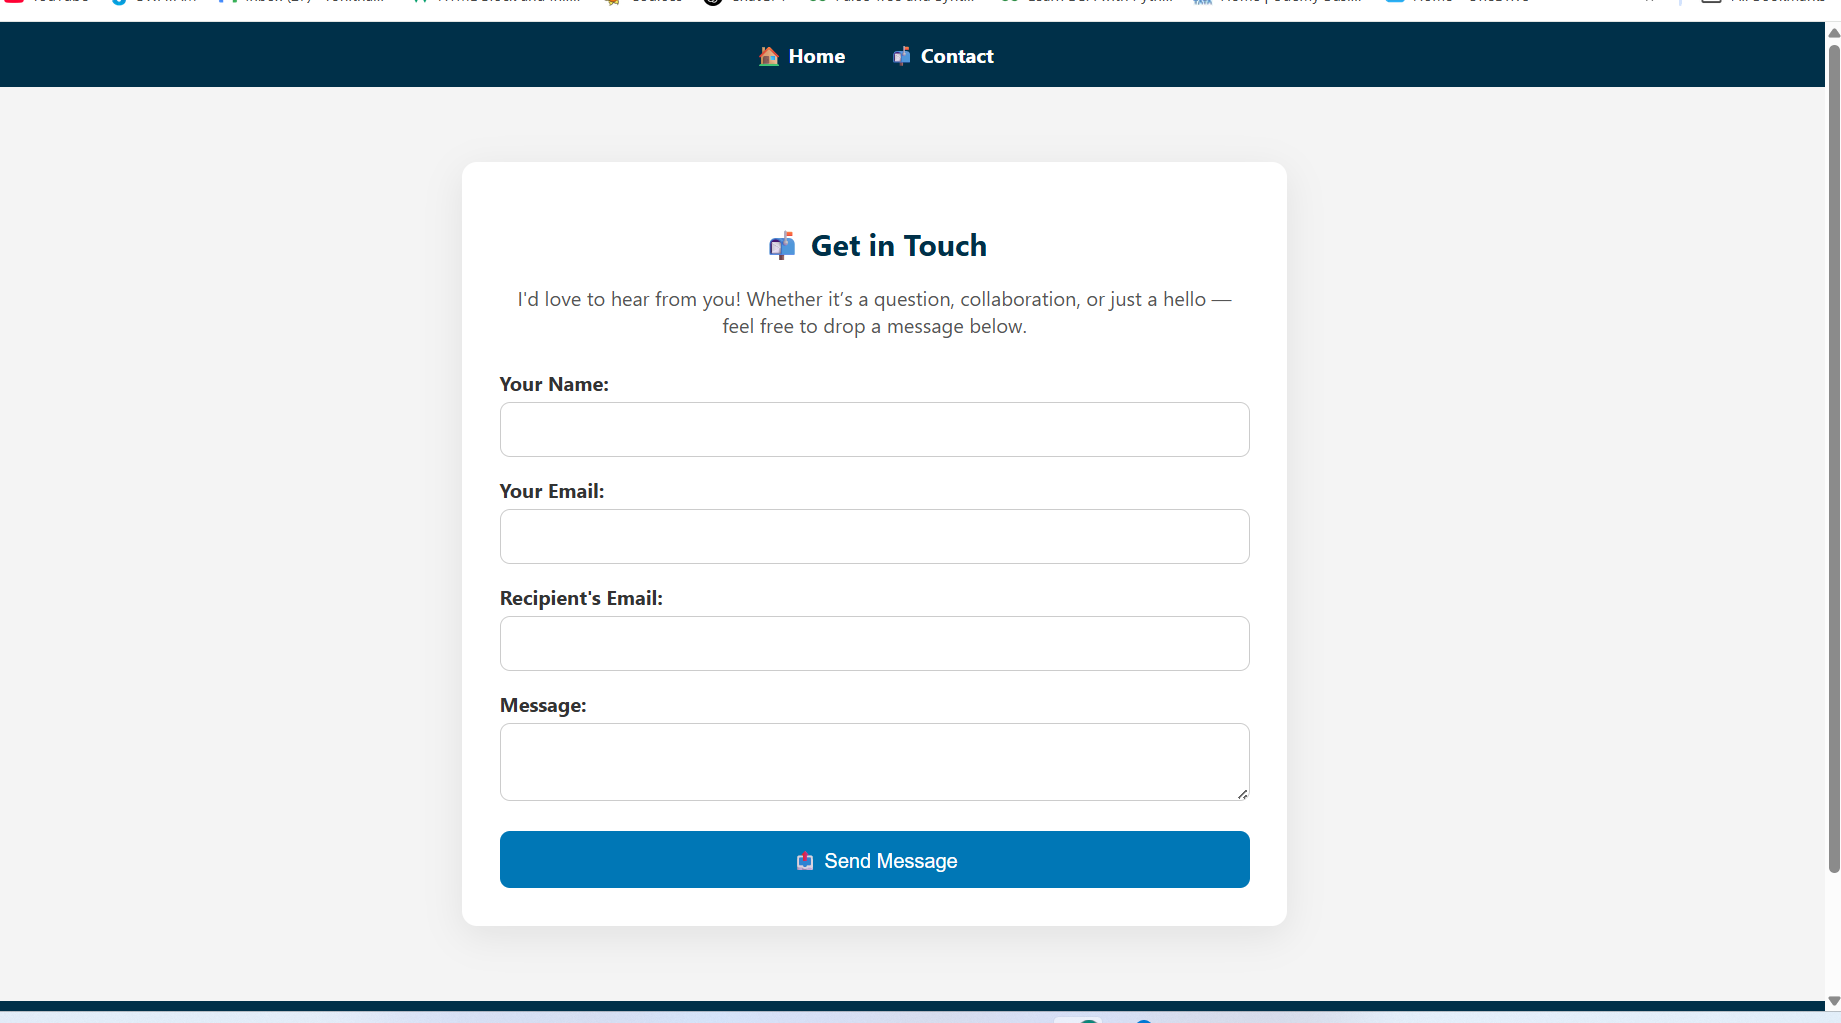 Home Contact
Get in Touch
I'd love to hear from you! Whether it’s a question, collaboration, or just a hello —
feel free to drop a message below.
Your Name:
Your Email:
Recipient's Email:
Message:
Send Message